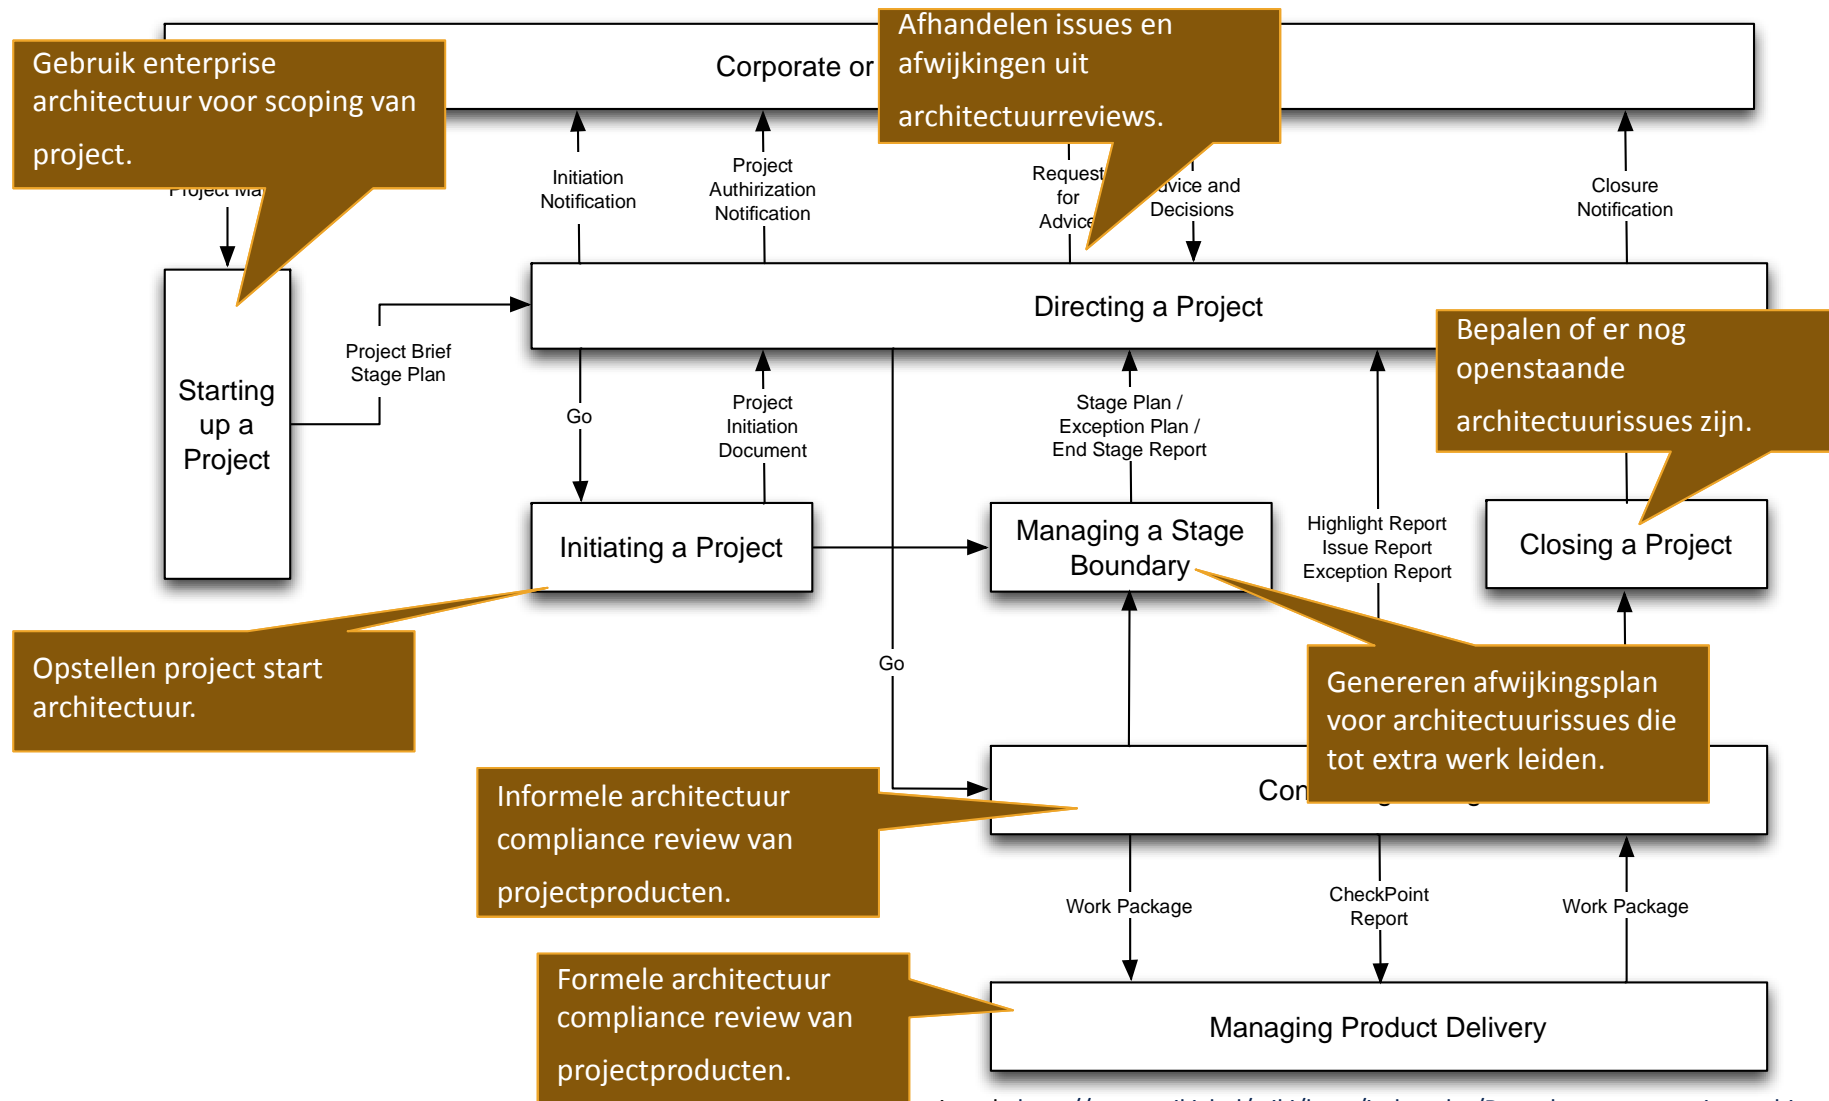 Corporate or
Gebruik enterprise
architectuur voor scoping van
project.
Afhandelen issues en
afwijkingen uit
architectuurreviews.
Project
Initiation
Notification
Project
Authirization
Notification
Request
for
Advice
and
Decisions
Closure
Notification
Directing a Project
Starting
up a
Project
Project Brief
Stage Plan
Bepalen of er nog
openstaande
architectuurissues zijn.
Go
Project
Initiation
Document
Stage Plan /
Exception Plan /
End Stage Report
Highlight Report
Issue Report
Exception Report
Initiating a Project
Managing a Stage
Boundary
Closing a Project
Opstellen project start
architectuur.
Go
Genereren afwijkingsplan
voor architectuurissues die
tot extra werk leiden.
Informele architectuur
compliance review van
projectproducten.
Work Package
CheckPoint
Report
Work Package
Formele architectuur
compliance review van
projectproducten.
Managing Product Delivery